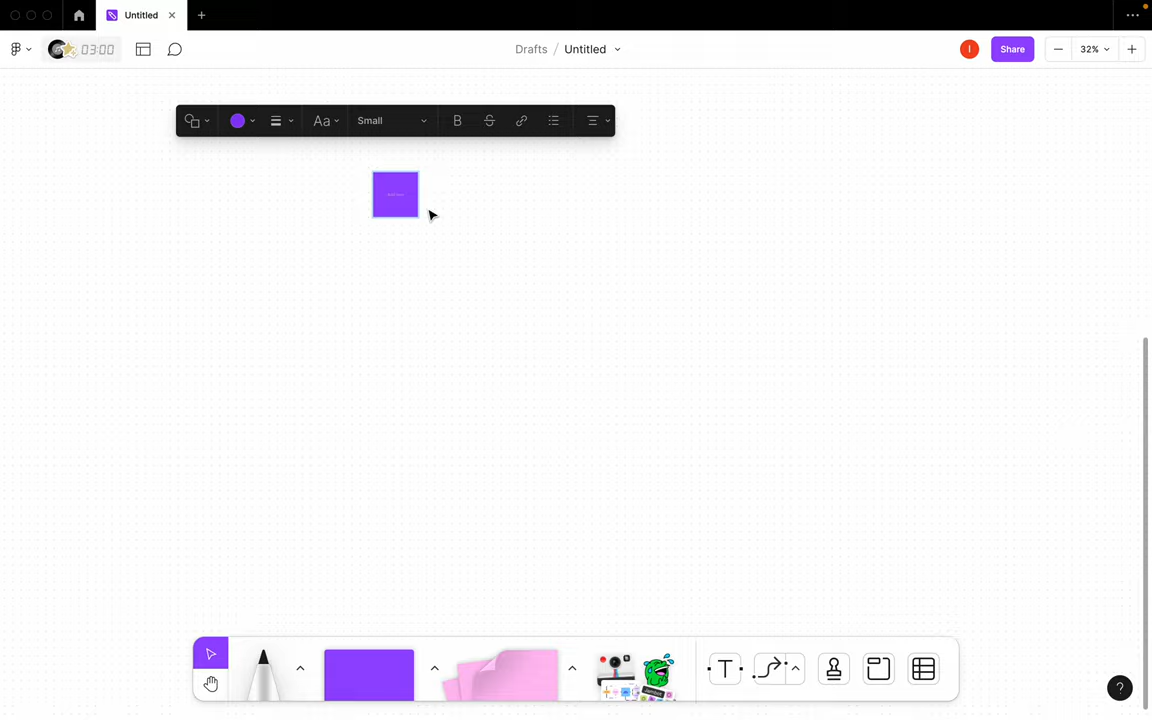 Untitled
03:00
Drafts / Untitled
I
Share
32%
Aa
Small
B
S
T
?